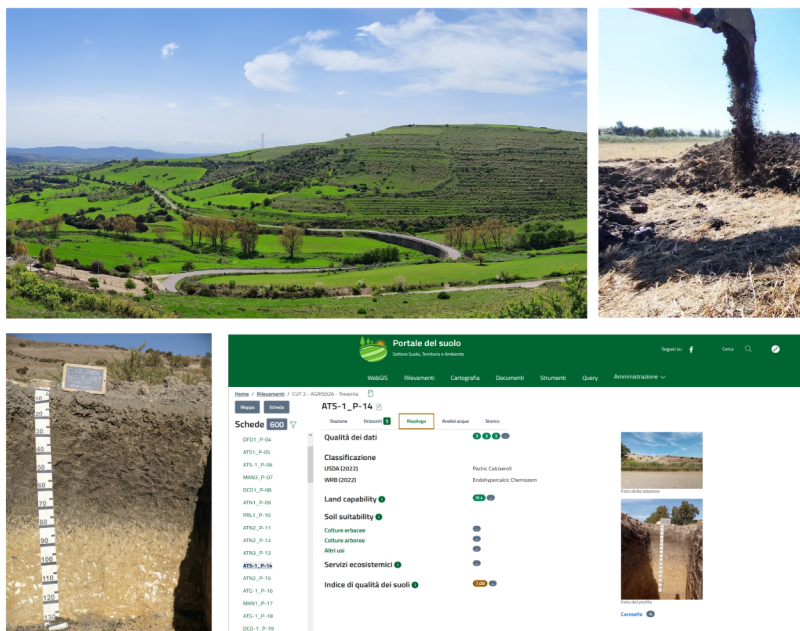 10
20
30
40
50
60
70
80
90
100
110
120
130
Portale del suolo
Settore Suolo, Territorio e Ambiente
Seguici su
Cerca
WebGIS Rilevamenti Cartografia Documenti Strumenti Query Amministrazione
Home / Rilevamenti / CUT 2 - AGRIS026 - Trexenta
Mappa Scheda
ATS-1_P-14
Schede 600
Stazione Orizzonti 5 Riepilogo Analisi acque Storico
DFO1_P-04
ATS1_P-05
ATS-1_P-06
MAN3_P-07
OCO1_P-08
ATN1_P-09
PRL1_P-10
ATN2_P-11
ATN2_P-12
ATN3_P-13
ATS-1_P-14
ATN2_P-15
ATG-1_P-16
MAN1_P-17
ATG-1_P-18
OCO-1_P-19
Qualità dei dati
Classificazione
USDA (2022) Pachic Calcixeroll
WRB (2022) Endohypercalcic Chernozem
Land capability
Soil suitability
Colture erbacee
Colture arboree
Altri usi
Servizi ecosistemici
Indice di qualità dei suoli
Foto della stazione
Foto del profilo
Carosello